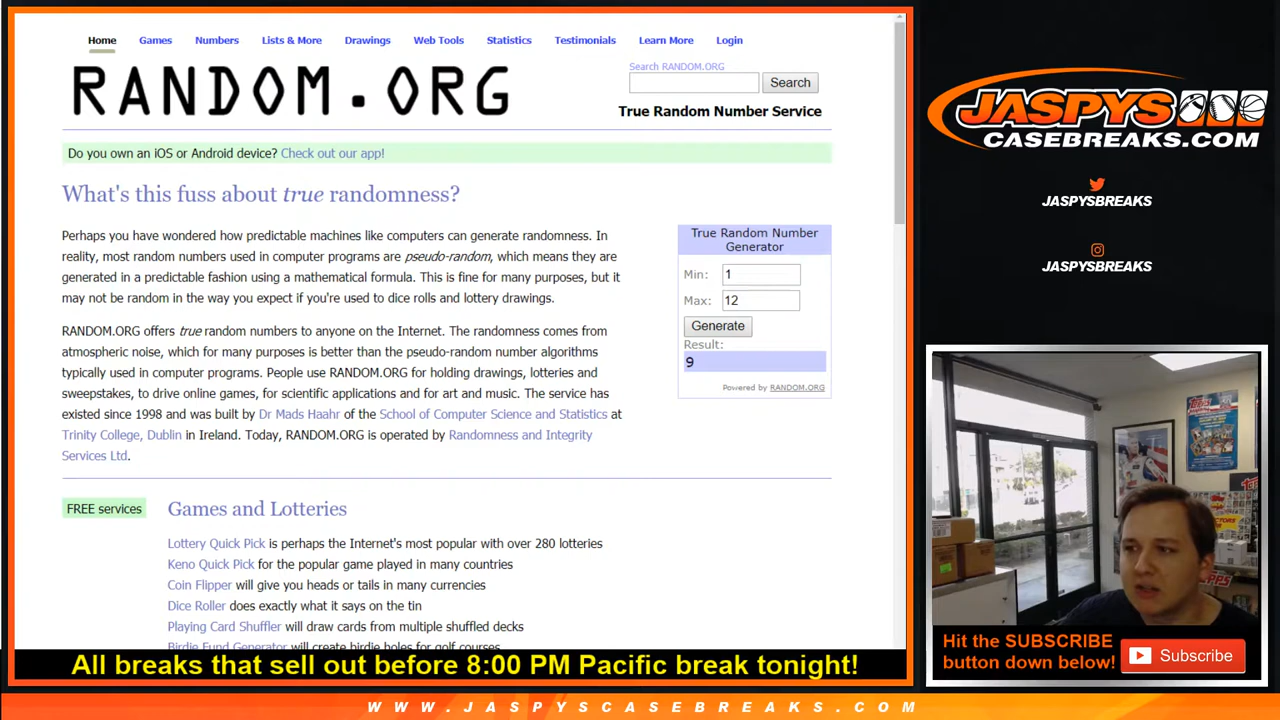 Home Games Numbers Lists & More Drawings Web Tools Statistics Testimonials Learn More Login
RANDOM.ORG
Search RANDOM.ORG
Search
True Random Number Service
Do you own an iOS or Android device? Check out our app!
What's this fuss about true randomness?
Perhaps you have wondered how predictable machines like computers can generate randomness. In
reality, most random numbers used in computer programs are pseudo-random, which means they are
generated in a predictable fashion using a mathematical formula. This is fine for many purposes, but it
may not be random in the way you expect if you're used to dice rolls and lottery drawings.
RANDOM.ORG offers true random numbers to anyone on the Internet. The randomness comes from
atmospheric noise, which for many purposes is better than the pseudo-random number algorithms
typically used in computer programs. People use RANDOM.ORG for holding drawings, lotteries and
sweepstakes, to drive online games, for scientific applications and for art and music. The service has
existed since 1998 and was built by Dr Mads Haahr of the School of Computer Science and Statistics at
Trinity College, Dublin in Ireland. Today, RANDOM.ORG is operated by Randomness and Integrity
Services Ltd.
True Random Number
Generator
Min: 1
Max: 12
Generate
Result:
9
Powered by RANDOM.ORG
FREE services
Games and Lotteries
Lottery Quick Pick is perhaps the Internet's most popular with over 280 lotteries
Keno Quick Pick for the popular game played in many countries
Coin Flipper will give you heads or tails in many currencies
Dice Roller does exactly what it says on the tin
Playing Card Shuffler will draw cards from multiple shuffled decks
Birdie Fund Generator will create birdie holes for golf courses
JASPYS
CASEBREAKS.COM
JASPYSBREAKS
JASPYSBREAKS
Topps
Hit the SUBSCRIBE
button down below!
Subscribe
All breaks that sell out before 8:00 PM Pacific break tonight!
WWW.JASPYSCASEBREAKS.COM